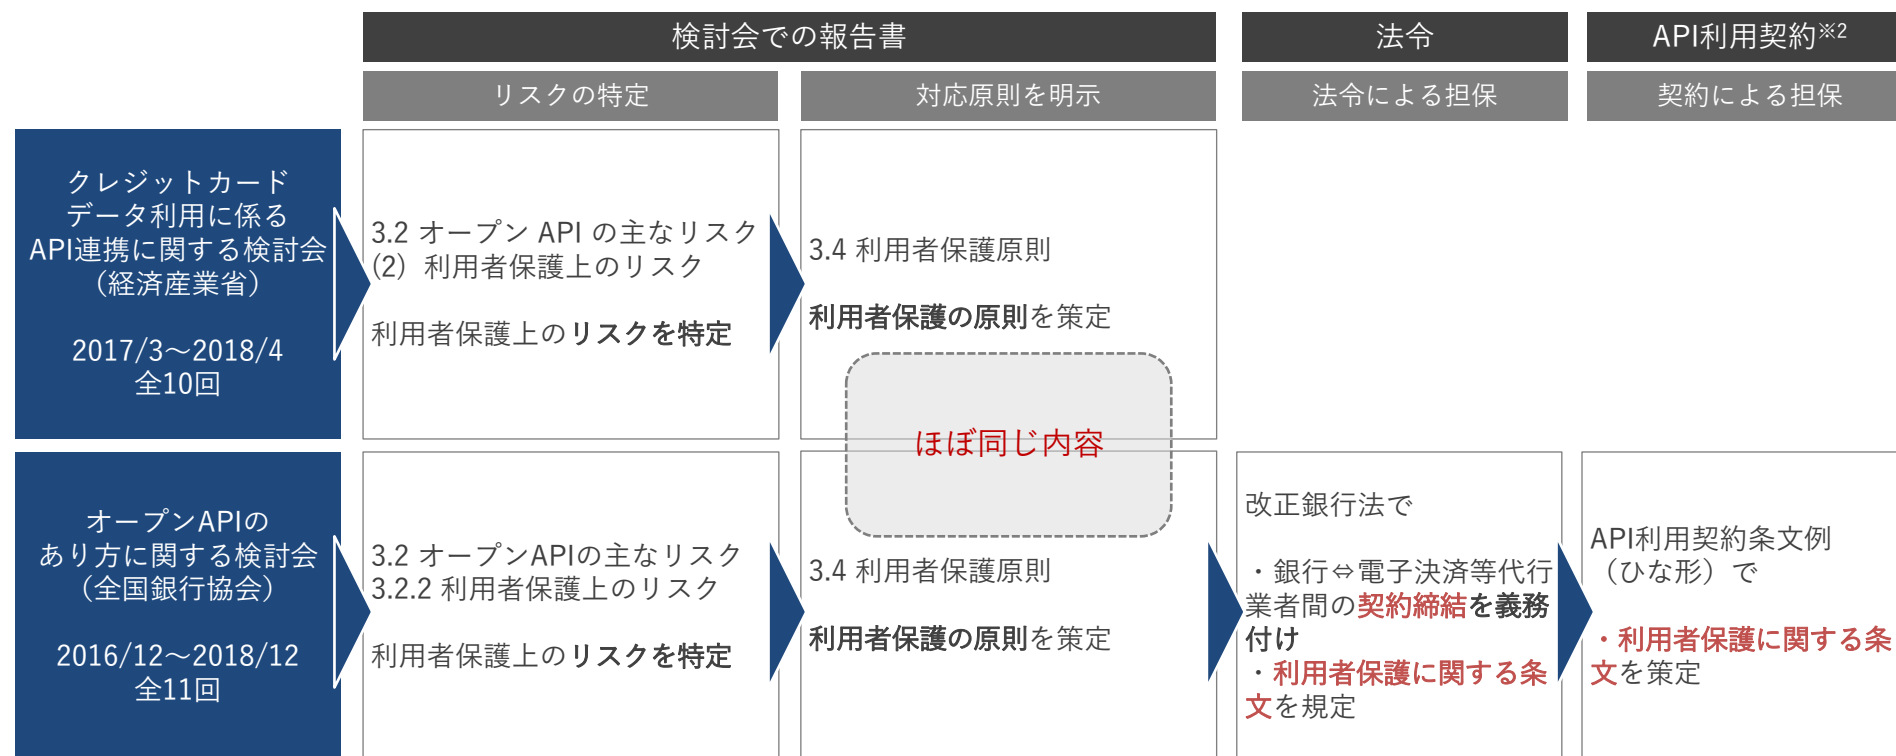 検討会での報告書
法令
API利用契約※2
リスクの特定
対応原則を明示
法令による担保
契約による担保
クレジットカード
データ利用に係る
API連携に関する検討会
（経済産業省）
2017/3～2018/4
全10回
3.2 オープン API の主なリスク
(2) 利用者保護上のリスク
利用者保護上のリスクを特定
3.4 利用者保護原則
利用者保護の原則を策定
ほぼ同じ内容
オープンAPIの
あり方に関する検討会
（全国銀行協会）
2016/12～2018/12
全11回
3.2 オープンAPIの主なリスク
3.2.2 利用者保護上のリスク
利用者保護上のリスクを特定
3.4 利用者保護原則
利用者保護の原則を策定
改正銀行法で
・銀行⇔電子決済等代行
業者間の契約締結を義務
付け
・利用者保護に関する条
文を規定
API利用契約条文例
（ひな形）で
・利用者保護に関する条
文を策定